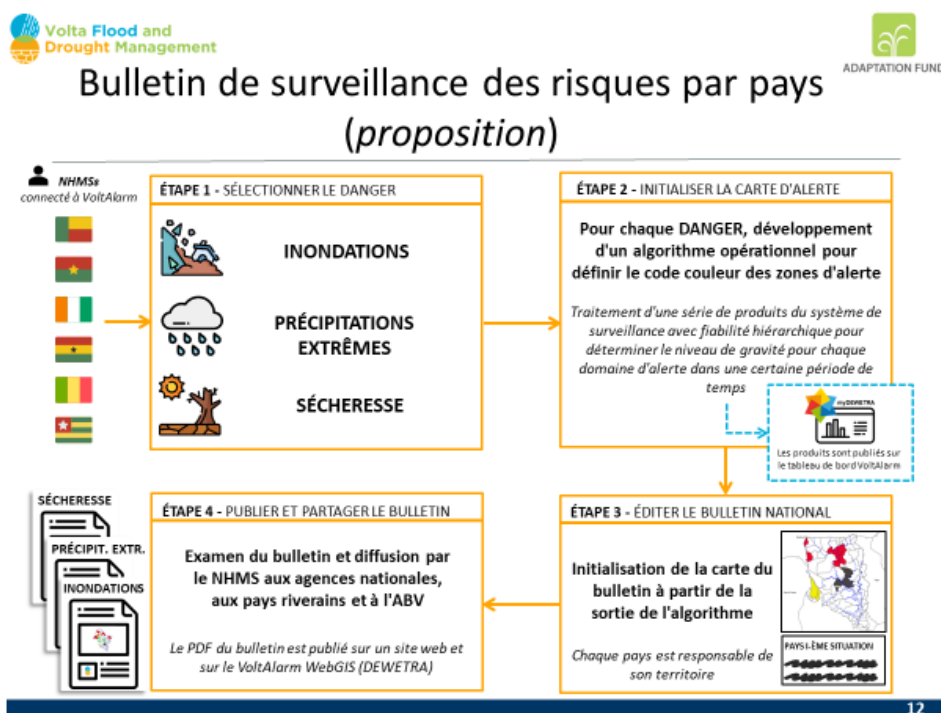 Volta Flood and
Drought Management
ADAPTATION FUND
Bulletin de surveillance des risques par pays
(proposition)
NHMSs
connecté à VoltAlarm
ÉTAPE 1 - SÉLECTIONNER LE DANGER
INONDATIONS
PRÉCIPITATIONS
EXTRÊMES
SÉCHERESSE
ÉTAPE 2 - INITIALISER LA CARTE D'ALERTE
Pour chaque DANGER, développement
d'un algorithme opérationnel pour
définir le code couleur des zones d'alerte
Traitement d'une série de produits du système de
surveillance avec fiabilité hiérarchique pour
déterminer le niveau de gravité pour chaque
domaine d'alerte dans une certaine période de
temps
myDEWETRA
Les produits sont publiés sur
le tableau de bord VoltAlarm
ÉTAPE 3 - ÉDITER LE BULLETIN NATIONAL
Initialisation de la carte du
bulletin à partir de la
sortie de l'algorithme
Chaque pays est responsable de
son territoire
PAYS I-ÈME SITUATION
ÉTAPE 4 - PUBLIER ET PARTAGER LE BULLETIN
Examen du bulletin et diffusion par
le NHMS aux agences nationales,
aux pays riverains et à l'ABV
Le PDF du bulletin est publié sur un site web et
sur le VoltAlarm WebGIS (DEWETRA)
SÉCHERESSE
PRÉCIPIT. EXTR.
INONDATIONS
12